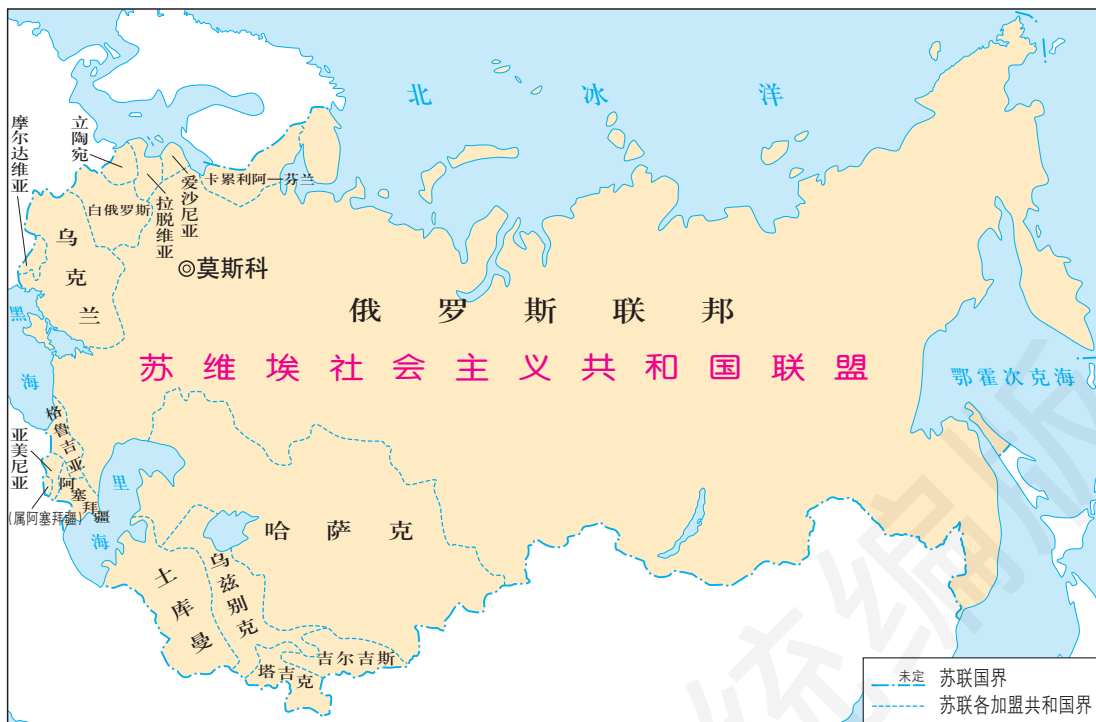 北冰洋
摩尔达维亚
立陶宛
爱沙尼亚
拉脱维亚
卡累利阿—芬兰
白俄罗斯
乌克兰
◎莫斯科
俄罗斯联邦
苏维埃社会主义共和国联盟
黑海
鄂霍次克海
格鲁吉亚
亚美尼亚
阿塞拜疆
(属阿塞拜疆)
里海
哈萨克
土库曼
乌兹别克
塔吉克
吉尔吉斯
未定 苏联国界
苏联各加盟共和国界
统编版